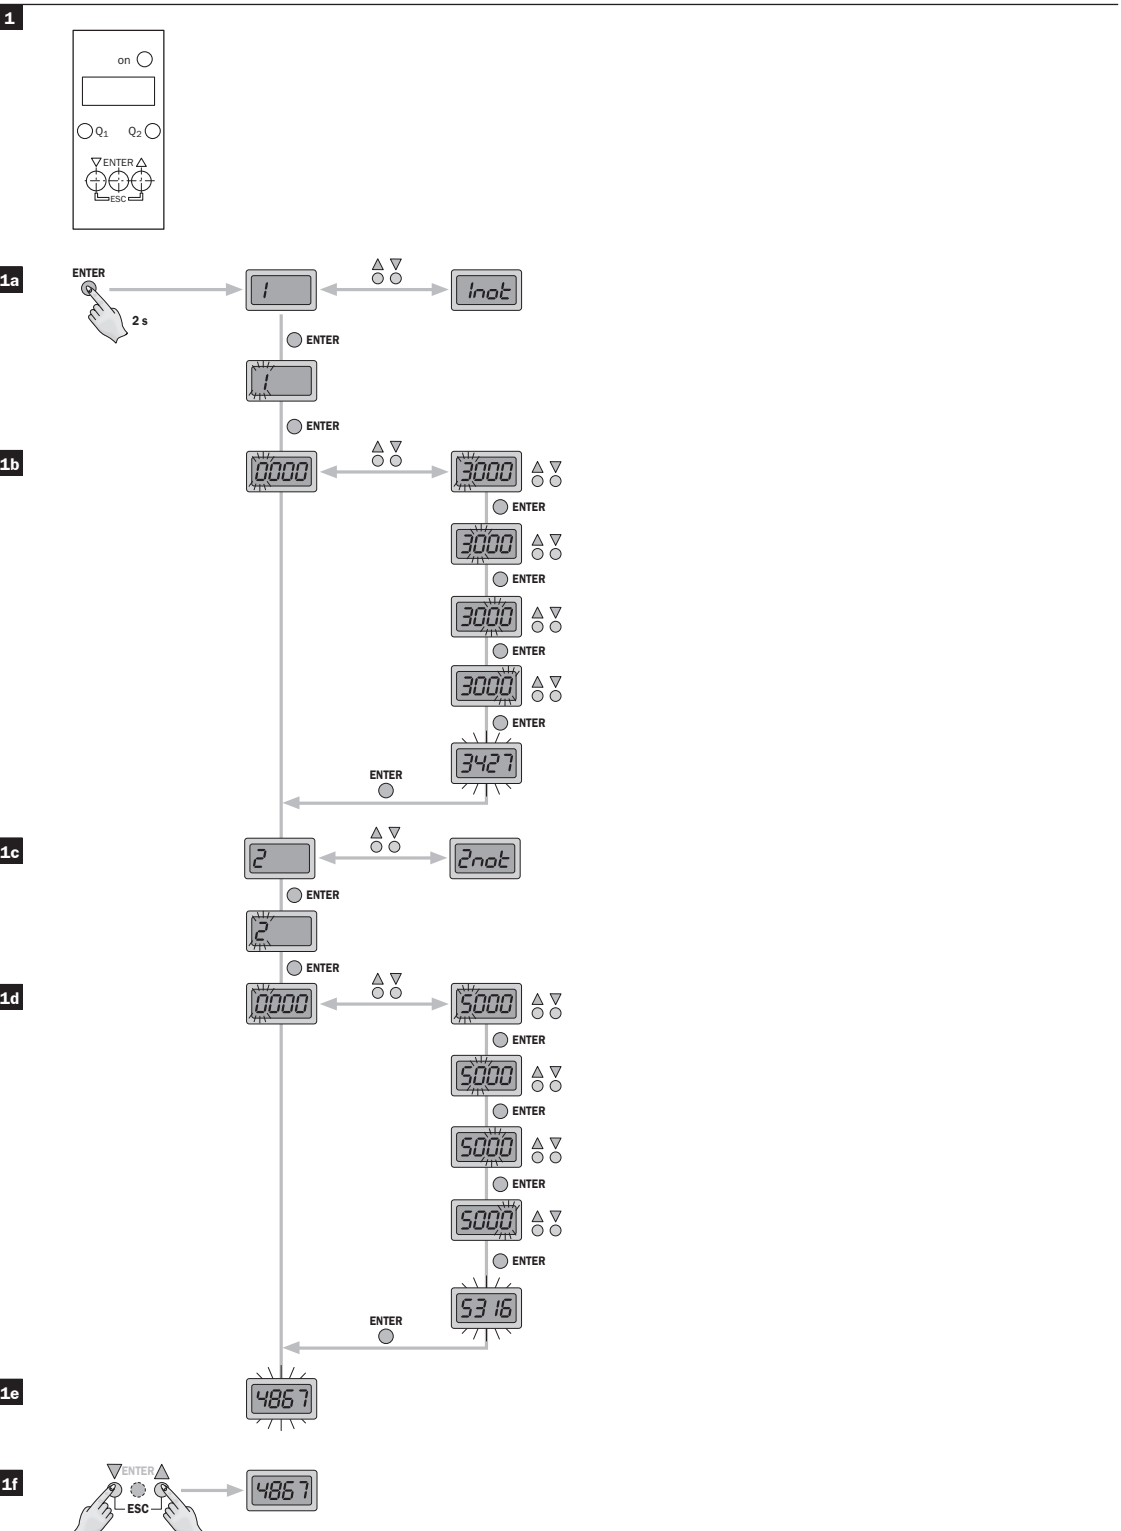 1
on
Q1 Q2
ENTER
ESC
1a
ENTER
2 s
1
1not
ENTER
1
ENTER
1b
0000
3000
ENTER
3000
ENTER
3000
ENTER
3000
ENTER
3427
ENTER
1c
2
2not
ENTER
2
ENTER
1d
0000
5000
ENTER
5000
ENTER
5000
ENTER
5000
ENTER
5316
ENTER
1e
4867
1f
ENTER
ESC
4867